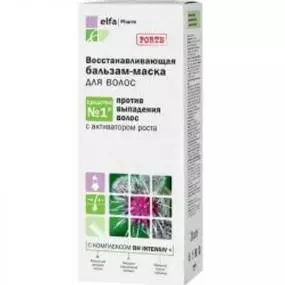 elfa | Pharm
FORTE
Восстанавливающая
бальзам-маска
для волос
средство
№1*
против
выпадения
волос
с активатором роста
С КОМПЛЕКСОМ BH INTENSIV +